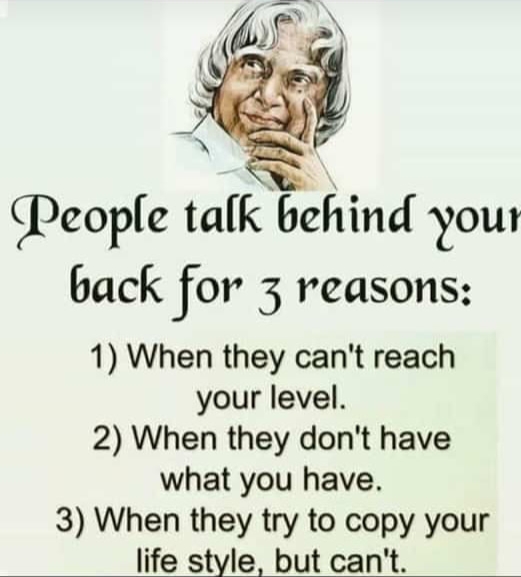 People talk behind your
back for 3 reasons:
1) When they can't reach
your level.
2) When they don't have
what you have.
3) When they try to copy your
life style, but can't.